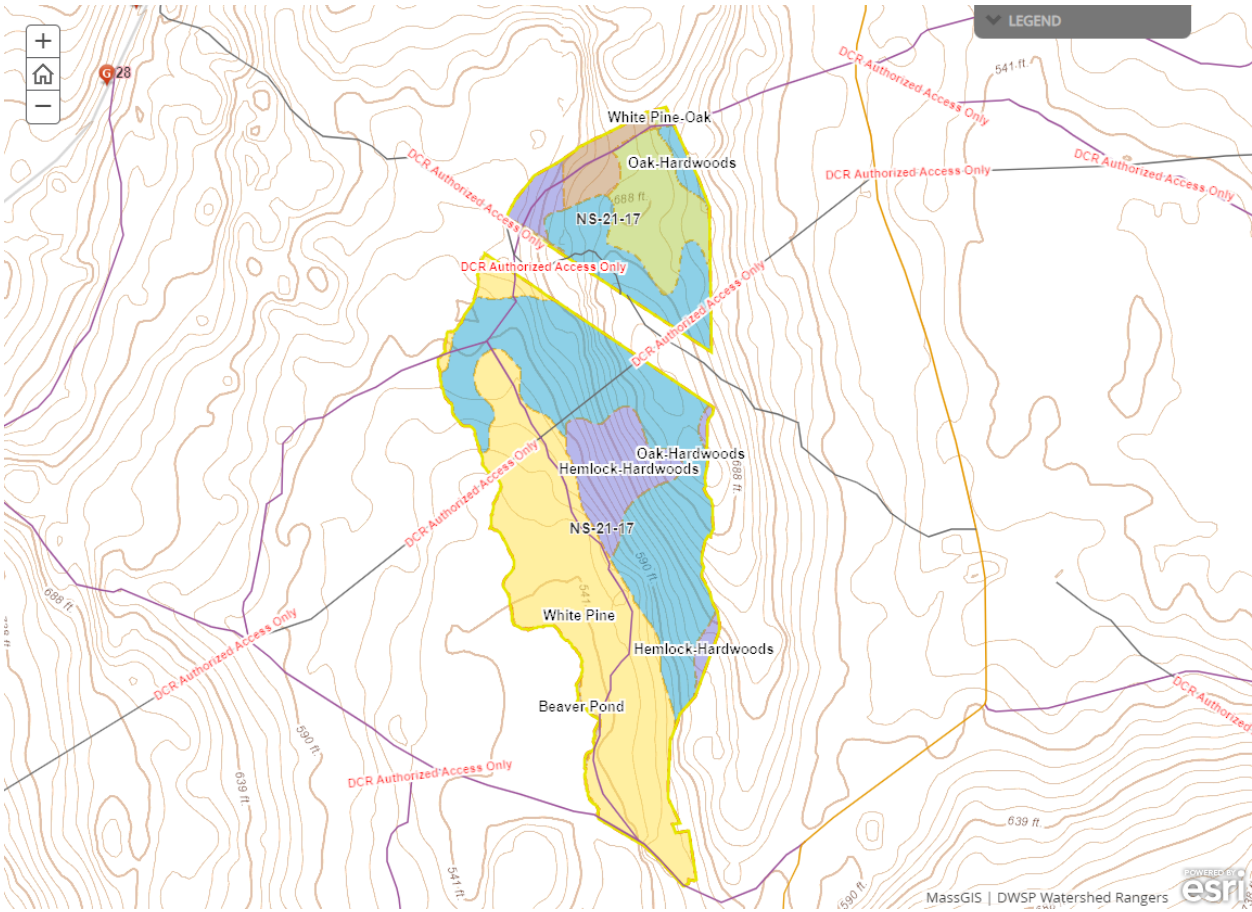 +
−
LEGEND
G 28
DCR Authorized Access Only
541 ft.
White Pine-Oak
DCR Authorized Access Only
Oak-Hardwoods
DCR Authorized Access Only
DCR Authorized Access Only
688 ft.
NS-21-17
DCR Authorized Access Only
DCR Authorized Access Only
Oak-Hardwoods
Hemlock-Hardwoods
688 ft.
DCR Authorized Access Only
NS-21-17
590 ft.
541
688 ft.
White Pine
DCR Authorized Access Only
Hemlock-Hardwoods
Beaver Pond
DCR Authorized
590 ft.
DCR Authorized Access Only
639 ft.
639 ft.
541 ft.
590 ft.
MassGIS | DWSP Watershed Rangers
POWERED BY
esri